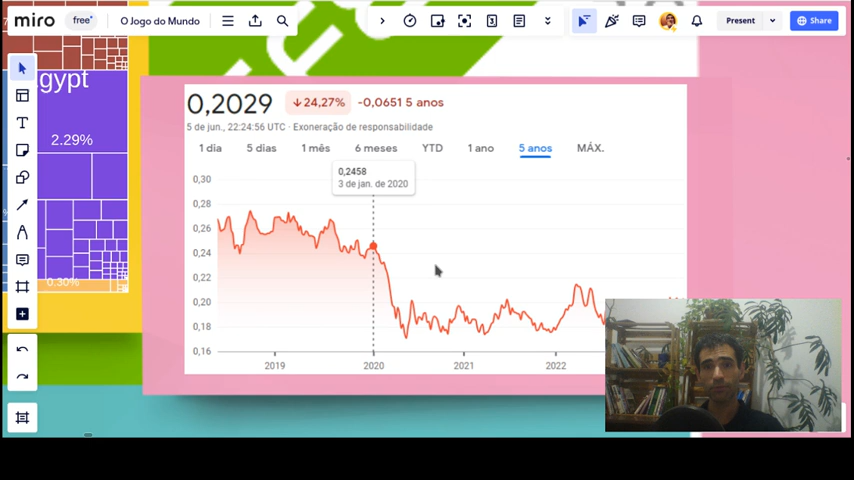 miro free O Jogo do Mundo
3
Present
Share
gypt
2.29%
0.30%
0,2029 ↓24,27% -0,0651 5 anos
5 de jun., 22:24:56 UTC · Exoneração de responsabilidade
1 dia 5 dias 1 mês 6 meses YTD 1 ano 5 anos MÁX.
0,2458
3 de jan. de 2020
0,30
0,28
0,26
0,24
0,22
0,20
0,18
0,16
2019 2020 2021 2022